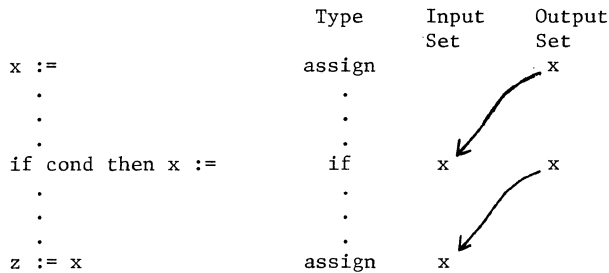 Type Input Output
Set Set
x := assign x
. .
. .
. .
if cond then x := if x x
. .
. .
. .
z := x assign x